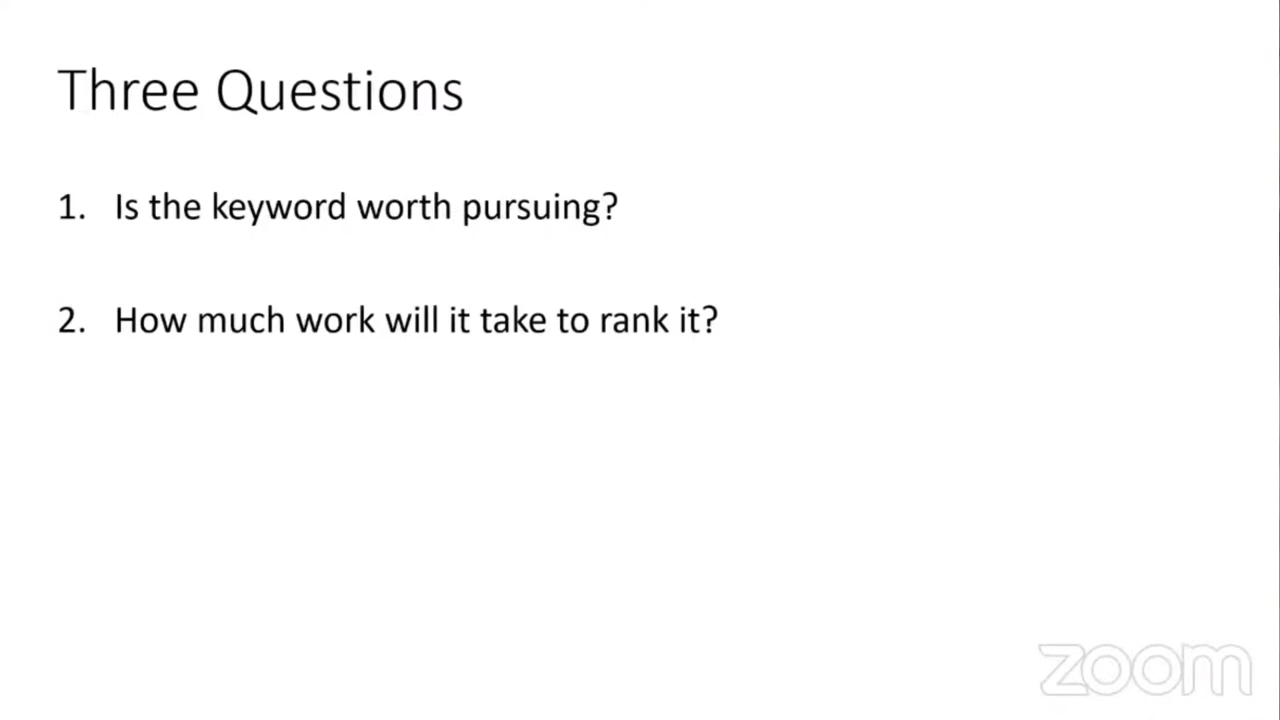 Three Questions
1. Is the keyword worth pursuing?
2. How much work will it take to rank it?
zoom